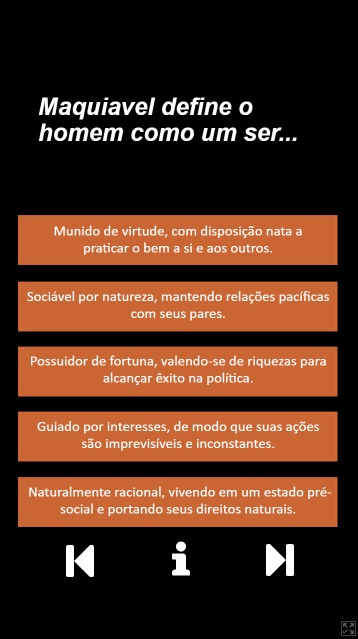 Maquiavel define o
homem como um ser...
Munido de virtude, com disposição nata a
praticar o bem a si e aos outros.
Sociável por natureza, mantendo relações pacíficas
com seus pares.
Possuidor de fortuna, valendo-se de riquezas para
alcançar êxito na política.
Guiado por interesses, de modo que suas ações
são imprevisíveis e inconstantes.
Naturalmente racional, vivendo em um estado pré-
social e portando seus direitos naturais.